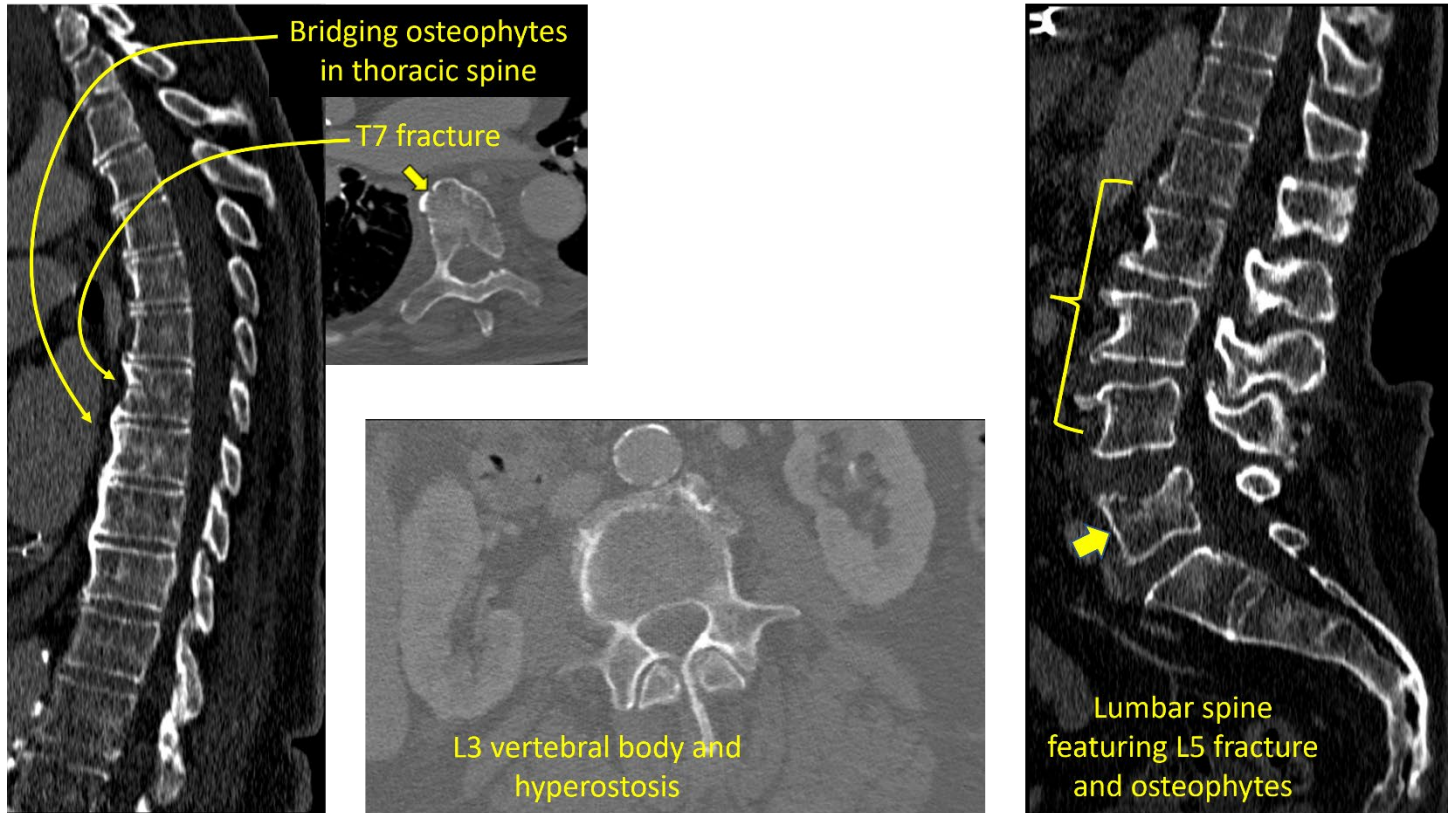 Bridging osteophytes
in thoracic spine
T7 fracture
L3 vertebral body and
hyperostosis
Lumbar spine
featuring L5 fracture
and osteophytes